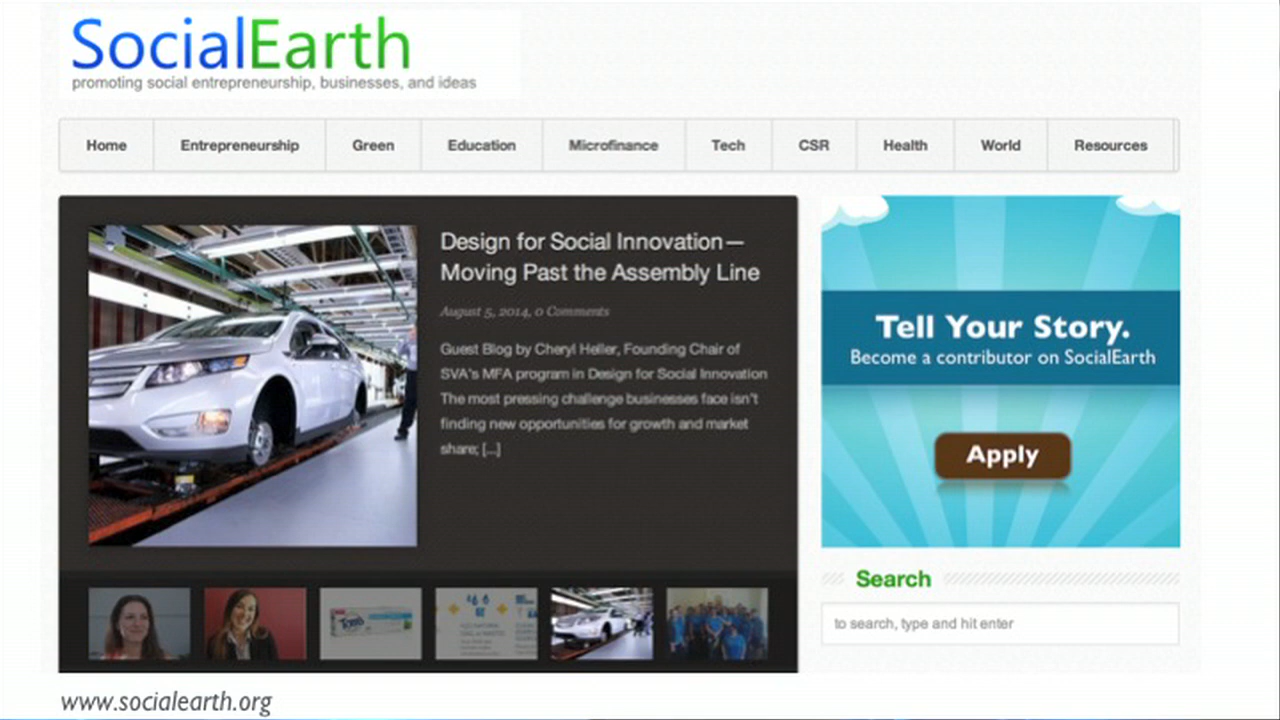 SocialEarth
promoting social entrepreneurship, businesses, and ideas
Home Entrepreneurship Green Education Microfinance Tech CSR Health World Resources
Design for Social Innovation—
Moving Past the Assembly Line
August 5, 2014, 0 Comments
Guest Blog by Cheryl Heller, Founding Chair of
SVA's MFA program in Design for Social Innovation
The most pressing challenge businesses face isn't
finding new opportunities for growth and market
share; [...]
Tell Your Story.
Become a contributor on SocialEarth
Apply
Search
to search, type and hit enter
Tom's
www.socialearth.org